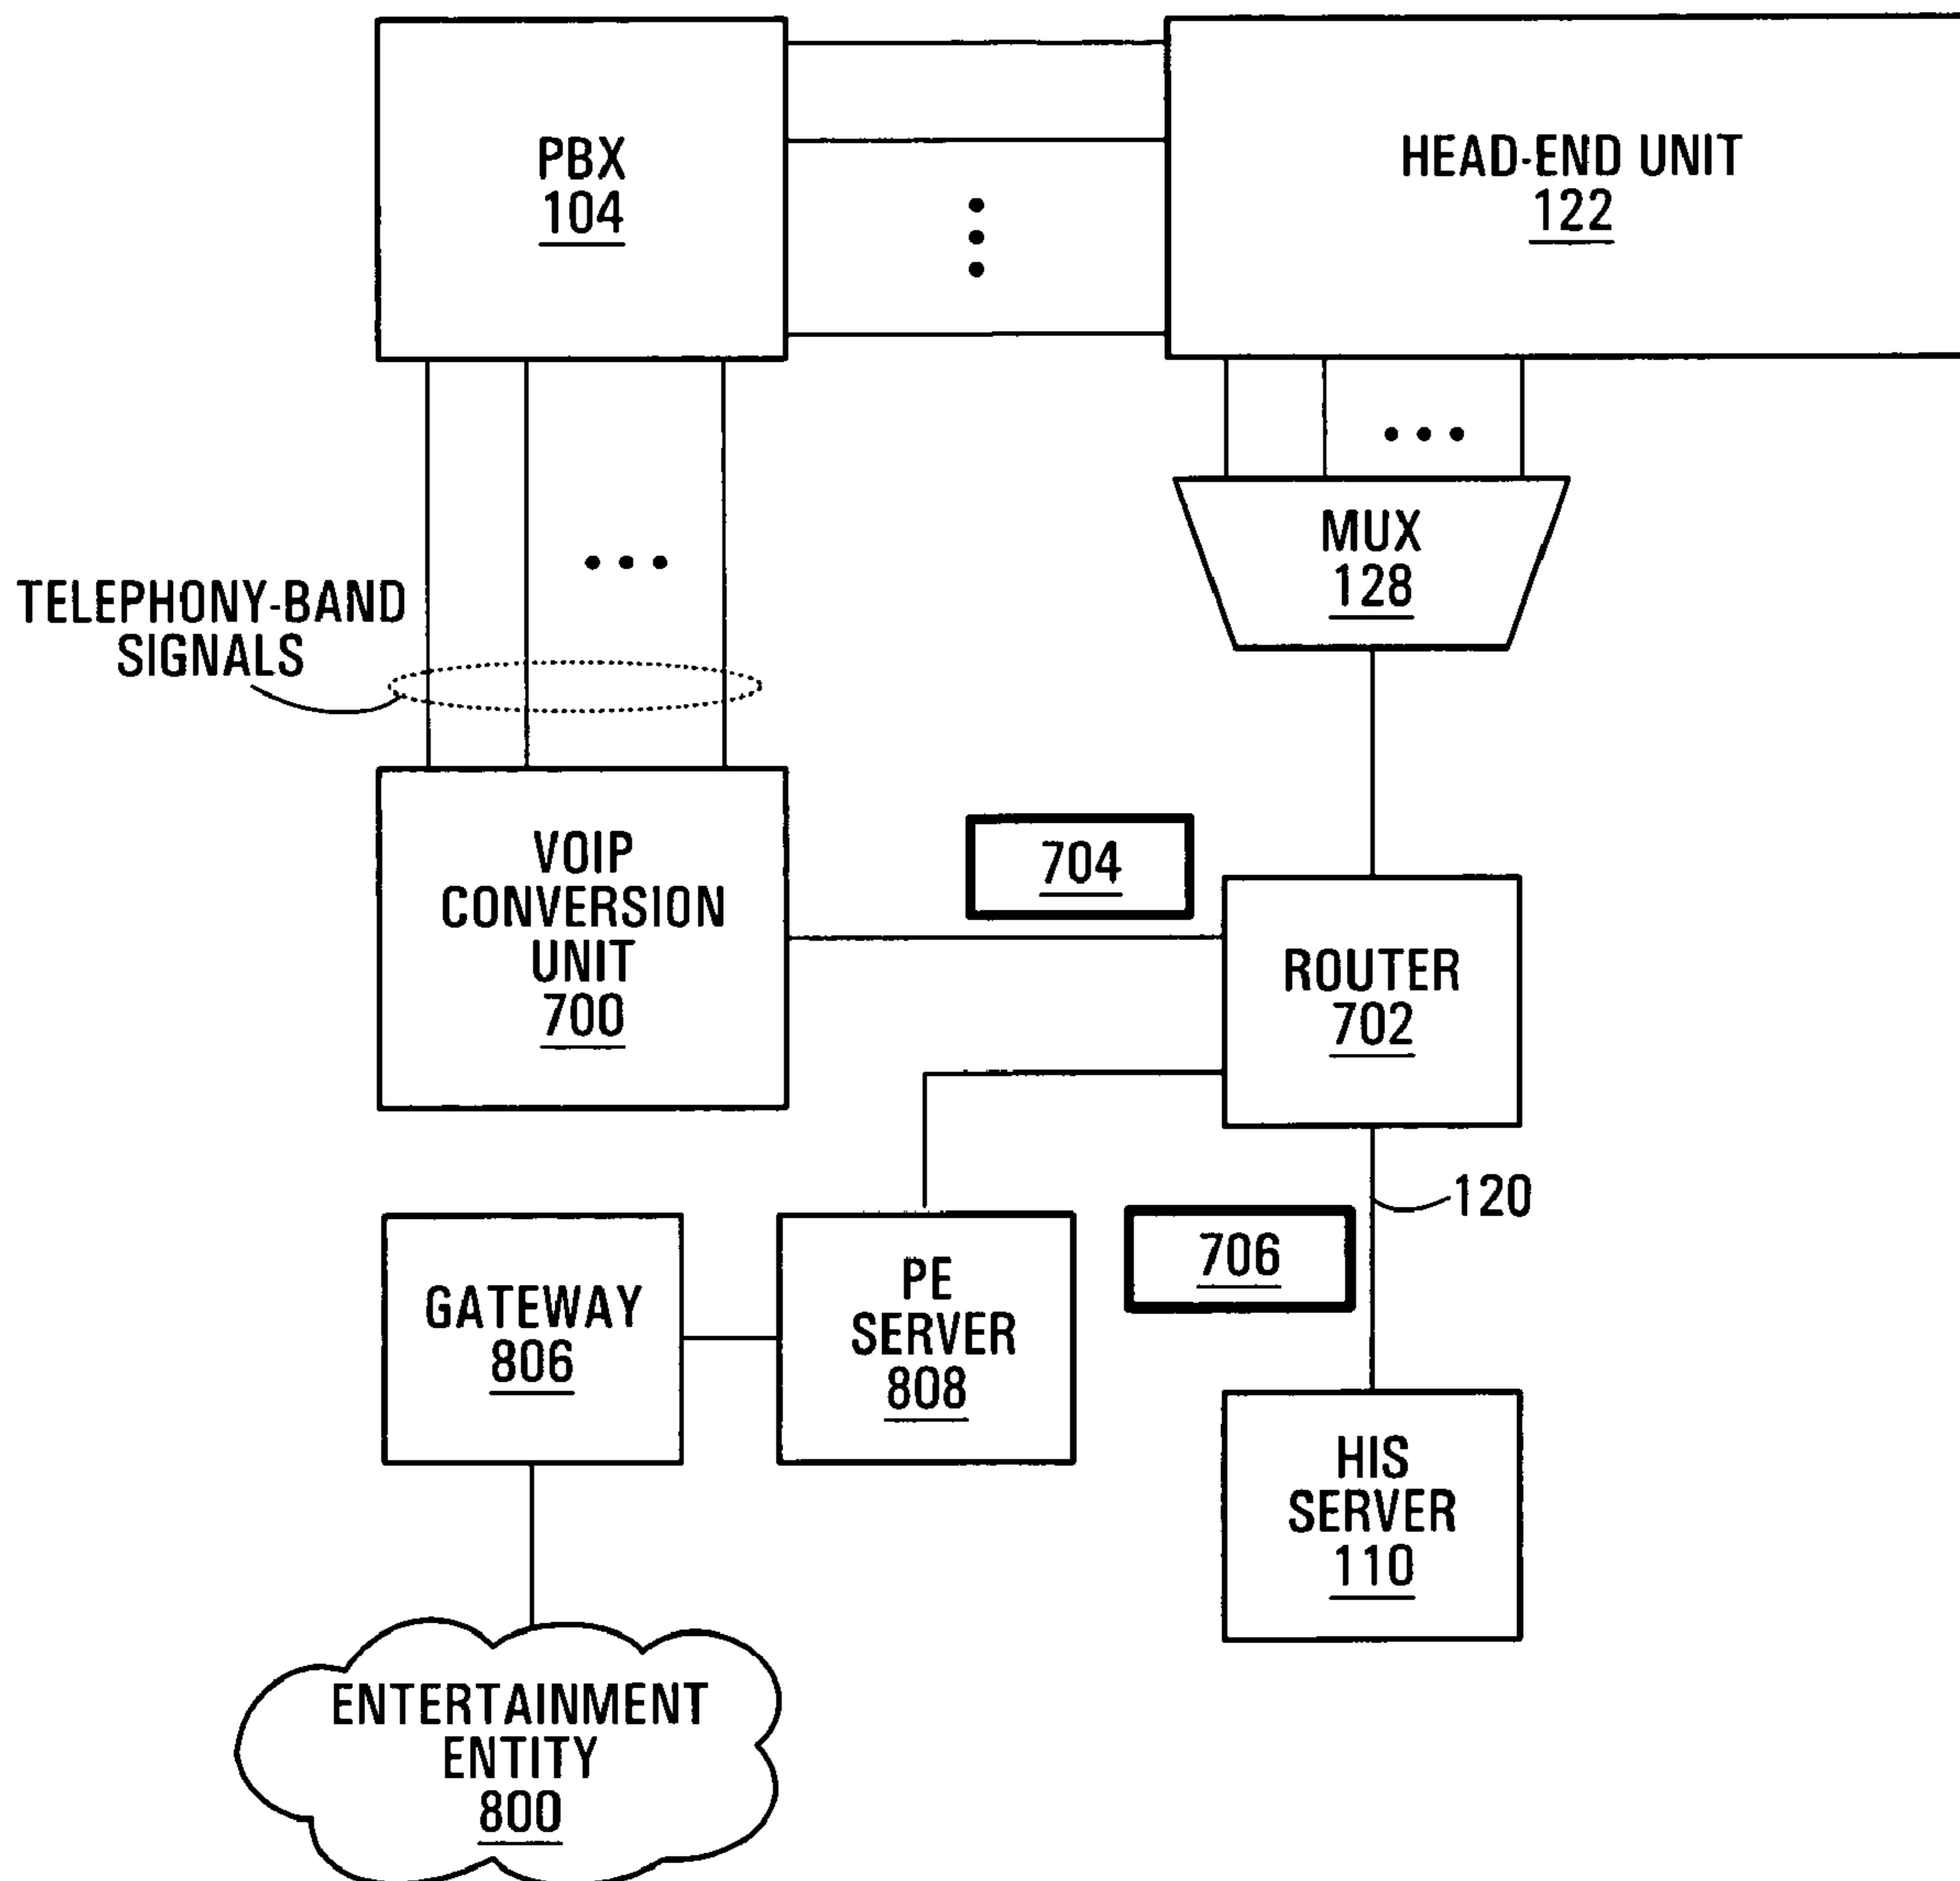 PBX
104
HEAD-END UNIT
122
MUX
128
TELEPHONY-BAND
SIGNALS
VOIP
CONVERSION
UNIT
700
704
ROUTER
702
120
706
GATEWAY
806
PE
SERVER
808
HIS
SERVER
110
ENTERTAINMENT
ENTITY
800